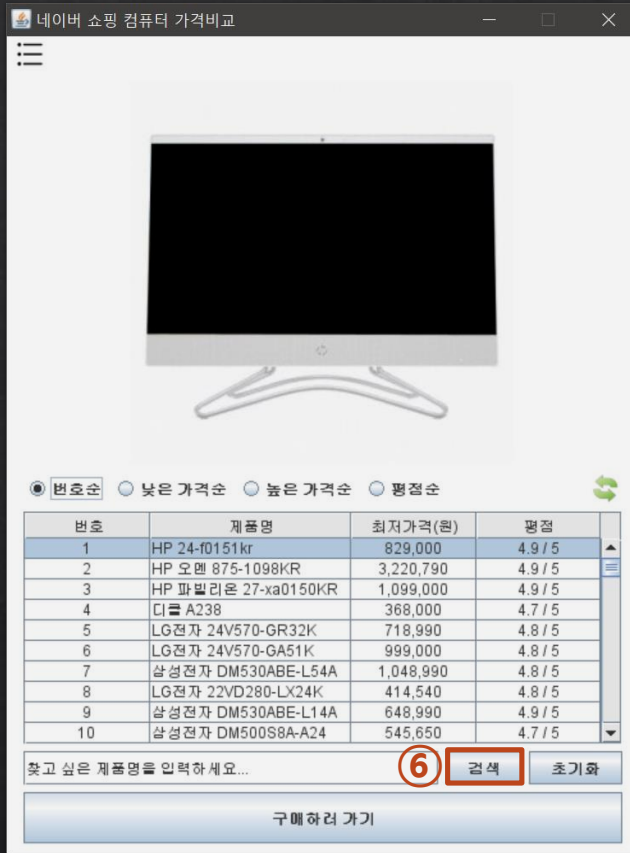 네이버 쇼핑 컴퓨터 가격비교
번호순 낮은 가격순 높은 가격순 평점순
번호 제품명 최저가격(원) 평점
1 HP 24-f0151kr 829,000 4.9 / 5
2 HP 오멘 875-1098KR 3,220,790 4.9 / 5
3 HP 파빌리온 27-xa0150KR 1,099,000 4.9 / 5
4 디클 A238 368,000 4.7 / 5
5 LG전자 24V570-GR32K 718,990 4.8 / 5
6 LG전자 24V570-GA51K 999,000 4.8 / 5
7 삼성전자 DM530ABE-L54A 1,048,990 4.8 / 5
8 LG전자 22VD280-LX24K 414,540 4.8 / 5
9 삼성전자 DM530ABE-L14A 648,990 4.9 / 5
10 삼성전자 DM500S8A-A24 545,650 4.7 / 5
찾고 싶은 제품명을 입력하세요... ⑥ 검색 초기화
구매하러 가기